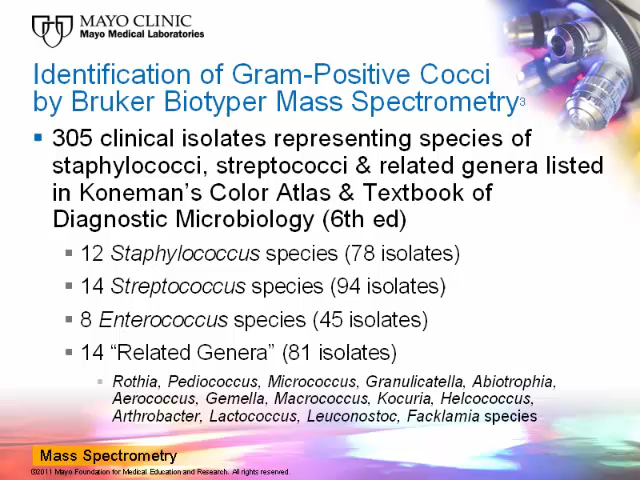 MAYO CLINIC
Mayo Medical Laboratories
Identification of Gram-Positive Cocci
by Bruker Biotyper Mass Spectrometry3
305 clinical isolates representing species of
staphylococci, streptococci & related genera listed
in Koneman's Color Atlas & Textbook of
Diagnostic Microbiology (6th ed)
12 Staphylococcus species (78 isolates)
14 Streptococcus species (94 isolates)
8 Enterococcus species (45 isolates)
14 “Related Genera” (81 isolates)
Rothia, Pediococcus, Micrococcus, Granulicatella, Abiotrophia,
Aerococcus, Gemella, Macrococcus, Kocuria, Helcococcus,
Arthrobacter, Lactococcus, Leuconostoc, Facklamia species
Mass Spectrometry
©2011 Mayo Foundation for Medical Education and Research. All rights reserved.